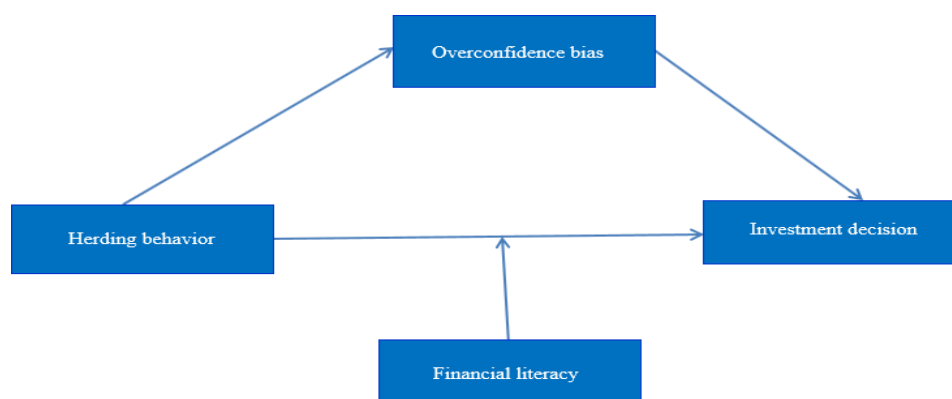 Overconfidence bias
Herding behavior
Investment decision
Financial literacy